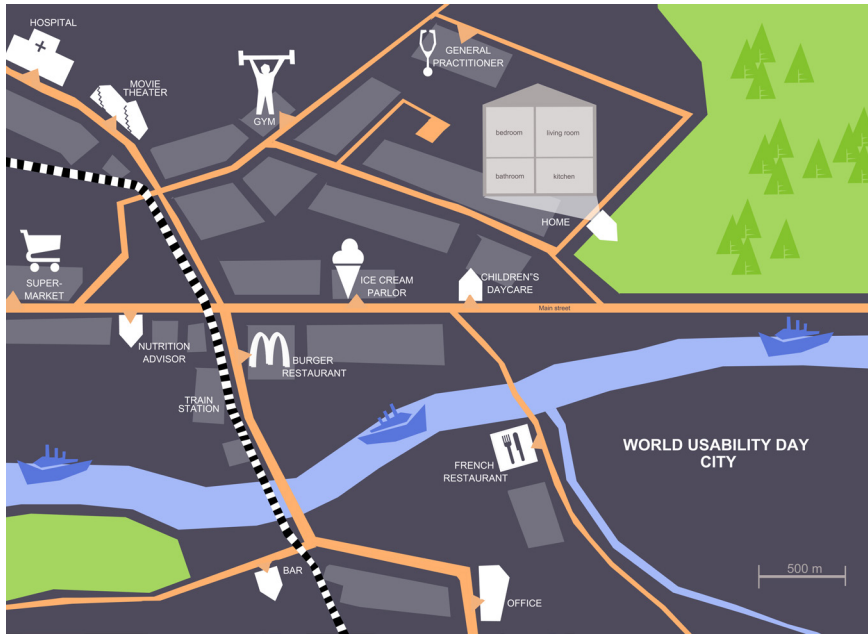 HOSPITAL
MOVIE
THEATER
GYM
GENERAL
PRACTITIONER
bedroom
living room
bathroom
kitchen
HOME
SUPER-
MARKET
ICE CREAM
PARLOR
CHILDREN'S
DAYCARE
Main street
NUTRITION
ADVISOR
BURGER
RESTAURANT
TRAIN
STATION
FRENCH
RESTAURANT
WORLD USABILITY DAY
CITY
BAR
OFFICE
500 m